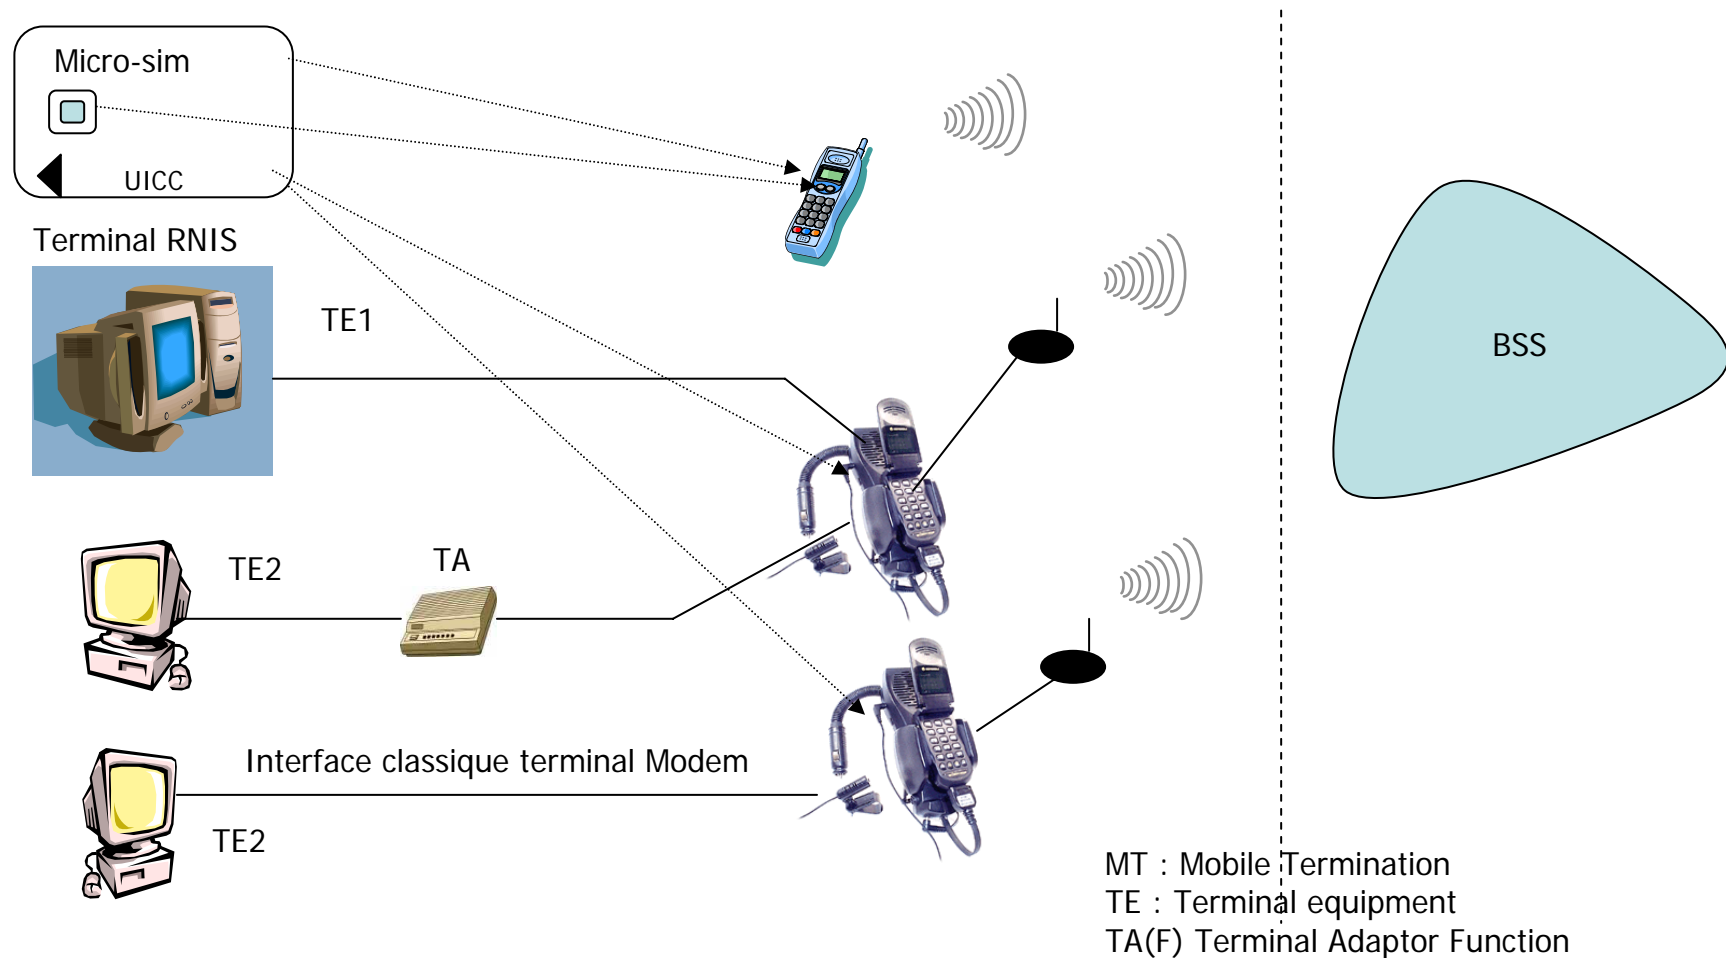 Micro-sim
UICC
Terminal RNIS
TE1
BSS
TE2
TA
Interface classique terminal Modem
TE2
MT : Mobile Termination
TE : Terminal equipment
TA(F) Terminal Adaptor Function